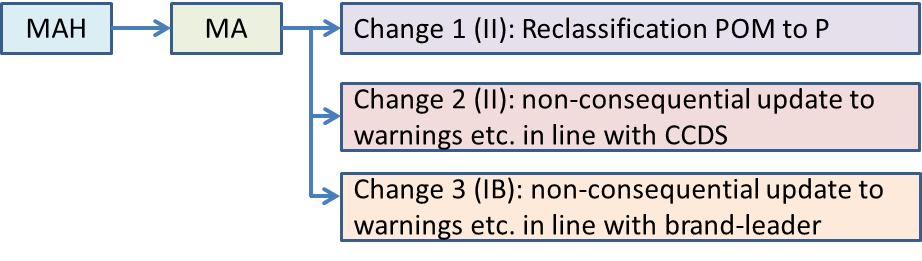 MAH
MA
Change 1 (II): Reclassification POM to P
Change 2 (II): non-consequential update to
warnings etc. in line with CCDS
Change 3 (IB): non-consequential update to
warnings etc. in line with brand-leader